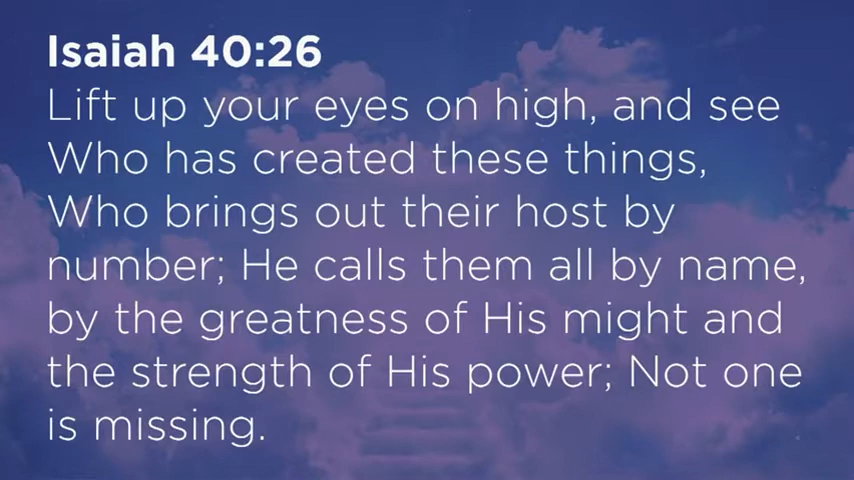 Isaiah 40:26
Lift up your eyes on high, and see
Who has created these things,
Who brings out their host by
number; He calls them all by name,
by the greatness of His might and
the strength of His power; Not one
is missing.